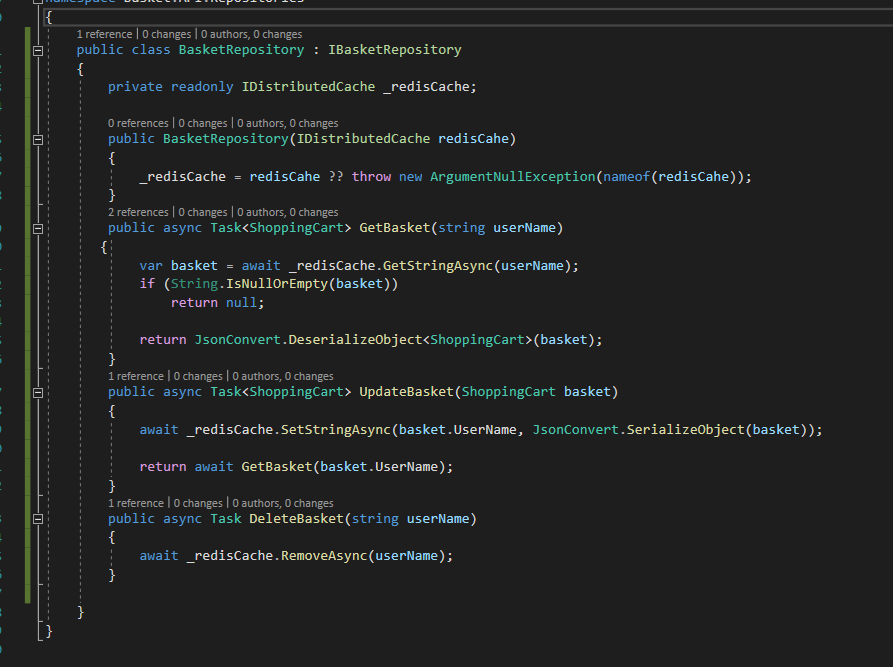 {
1 reference | 0 changes | 0 authors, 0 changes
public class BasketRepository : IBasketRepository
{
private readonly IDistributedCache _redisCache;
0 references | 0 changes | 0 authors, 0 changes
public BasketRepository(IDistributedCache redisCahe)
{
_redisCache = redisCahe ?? throw new ArgumentNullException(nameof(redisCahe));
}
2 references | 0 changes | 0 authors, 0 changes
public async Task<ShoppingCart> GetBasket(string userName)
{
var basket = await _redisCache.GetStringAsync(userName);
if (String.IsNullOrEmpty(basket))
return null;
return JsonConvert.DeserializeObject<ShoppingCart>(basket);
}
1 reference | 0 changes | 0 authors, 0 changes
public async Task<ShoppingCart> UpdateBasket(ShoppingCart basket)
{
await _redisCache.SetStringAsync(basket.UserName, JsonConvert.SerializeObject(basket));
return await GetBasket(basket.UserName);
}
1 reference | 0 changes | 0 authors, 0 changes
public async Task DeleteBasket(string userName)
{
await _redisCache.RemoveAsync(userName);
}
}
}